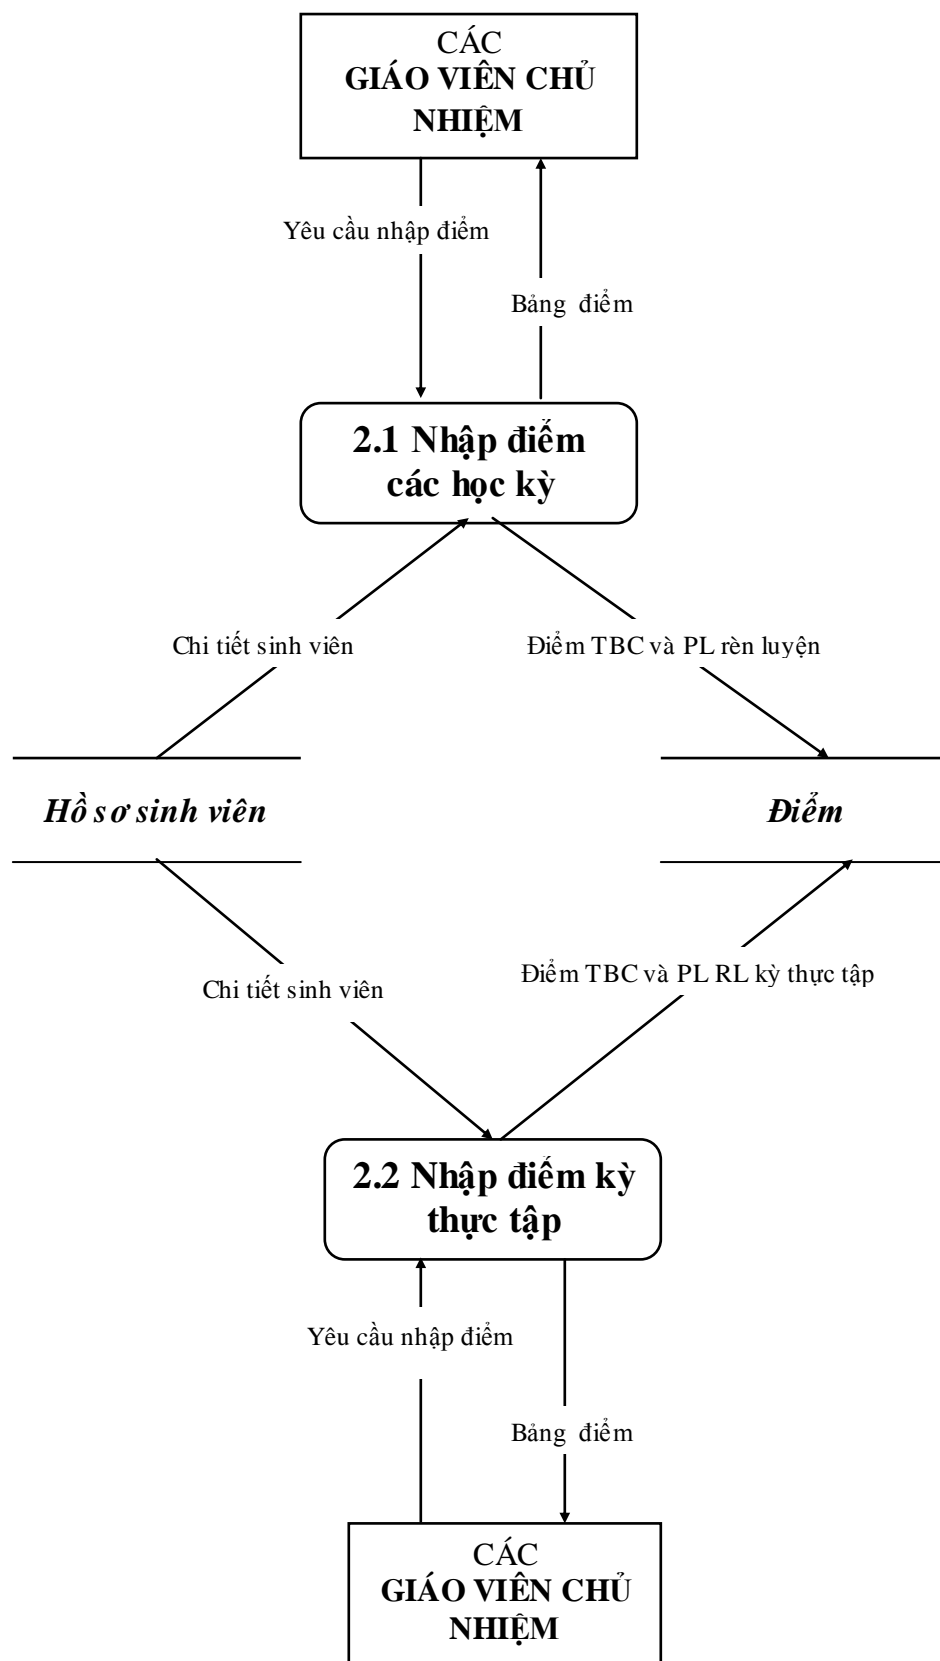 CÁC
GIÁO VIÊN CHỦ
NHIỆM
Yêu cầu nhập điểm
Bảng điểm
2.1 Nhập điểm
các học kỳ
Chi tiết sinh viên
Điểm TBC và PL rèn luyện
Hồ sơ sinh viên
Điểm
Điểm TBC và PL RL kỳ thực tập
Chi tiết sinh viên
2.2 Nhập điểm kỳ
thực tập
Yêu cầu nhập điểm
Bảng điểm
CÁC
GIÁO VIÊN CHỦ
NHIỆM